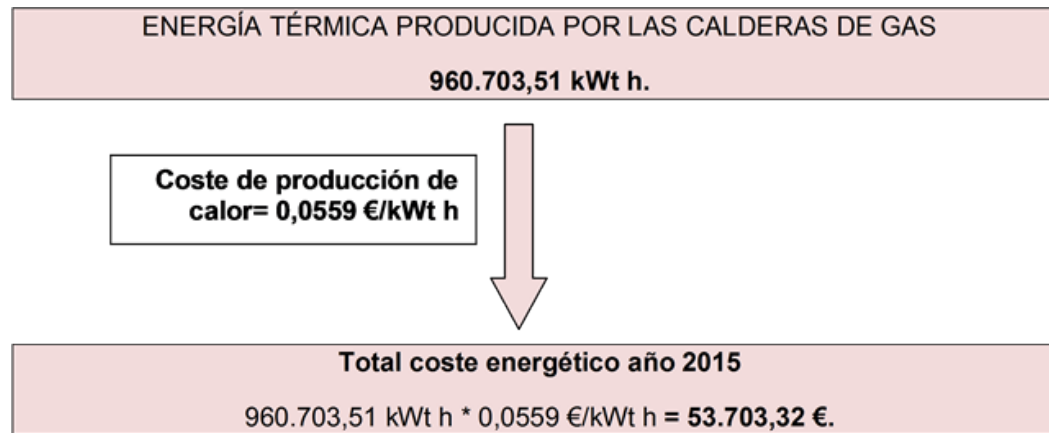 ENERGÍA TÉRMICA PRODUCIDA POR LAS CALDERAS DE GAS
960.703,51 kWt h.
Coste de producción de
calor= 0,0559 €/kWt h
Total coste energético año 2015
960.703,51 kWt h * 0,0559 €/kWt h = 53.703,32 €.